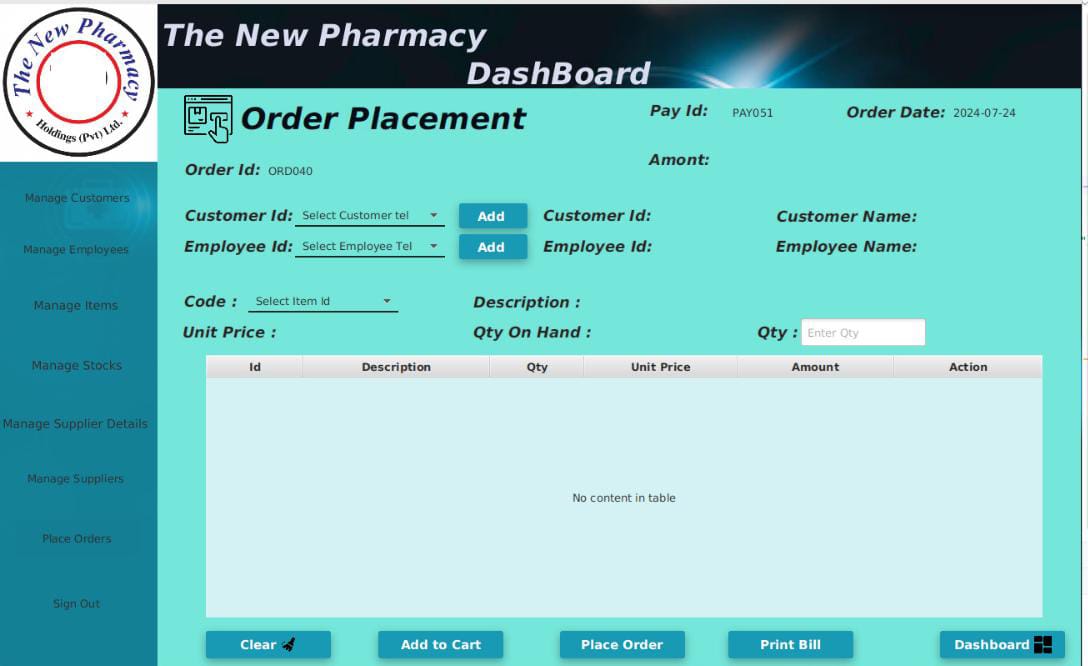 The New Pharmacy
Holdings (Pvt) Ltd.
The New Pharmacy
DashBoard
Manage Customers
Manage Employees
Manage Items
Manage Stocks
Manage Supplier Details
Manage Suppliers
Place Orders
Sign Out
Order Placement
Pay Id: PAY051 Order Date: 2024-07-24
Amont:
Order Id: ORD040
Customer Id: Select Customer tel Add Customer Id: Customer Name:
Employee Id: Select Employee Tel Add Employee Id: Employee Name:
Code : Select Item Id Description :
Unit Price : Qty On Hand : Qty : Enter Qty
Id Description Qty Unit Price Amount Action
No content in table
Clear Add to Cart Place Order Print Bill Dashboard